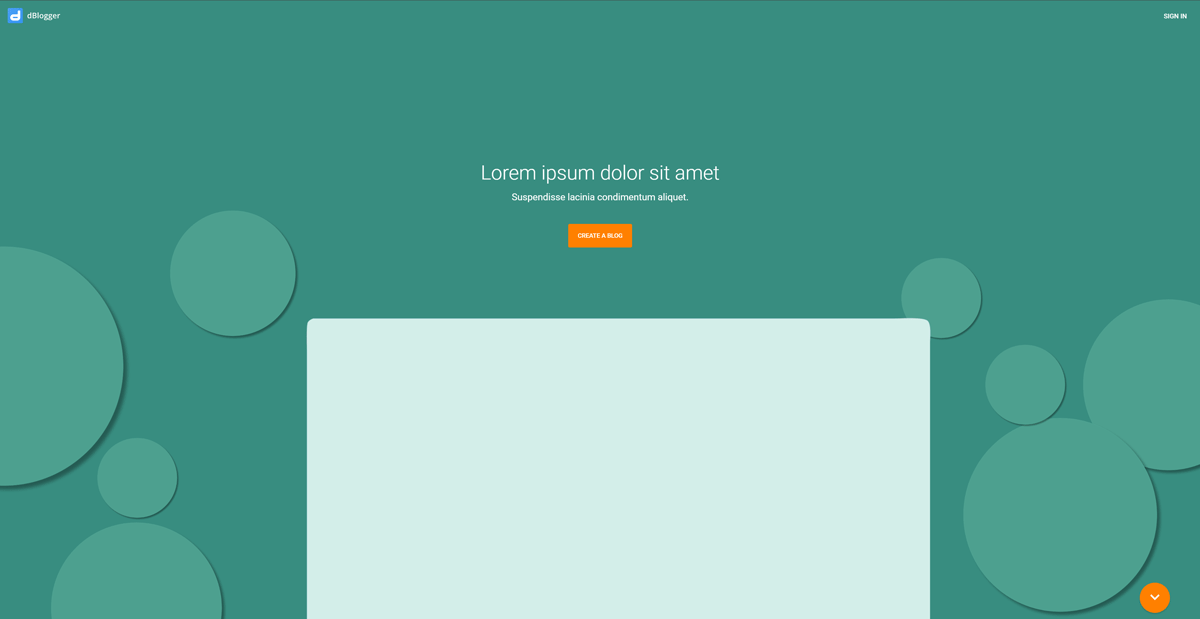 dBlogger
SIGN IN
Lorem ipsum dolor sit amet
Suspendisse lacinia condimentum aliquet.
CREATE A BLOG